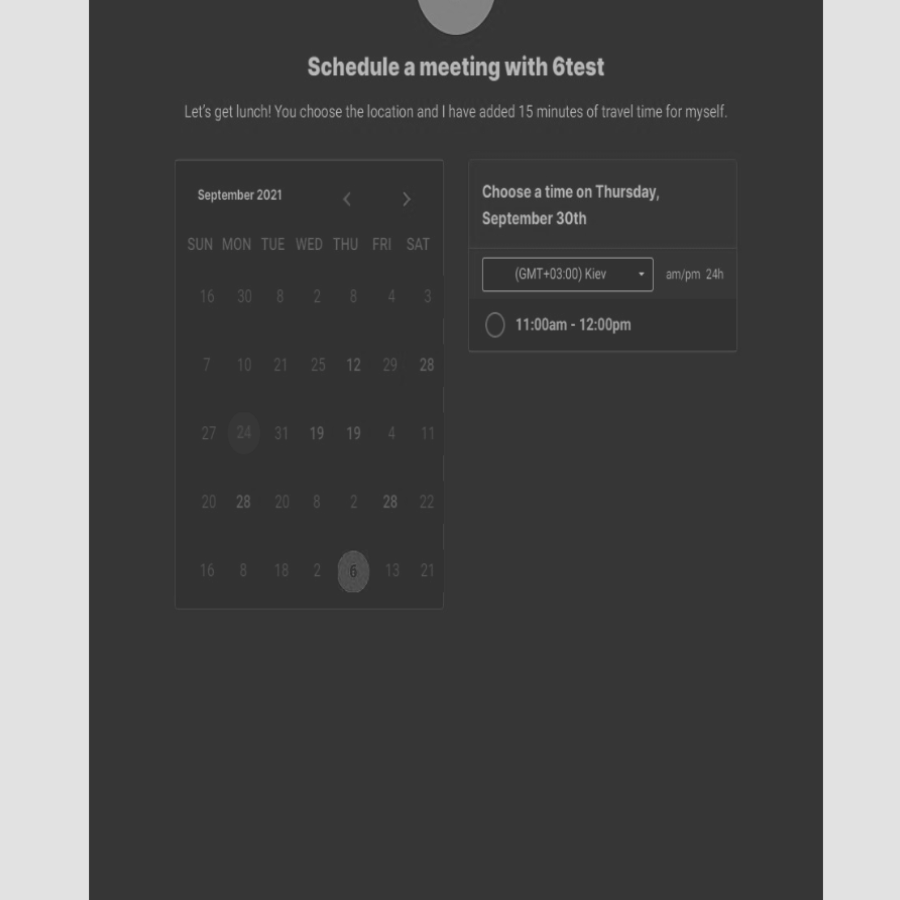 Schedule a meeting with 6test
Let's get lunch! You choose the location and I have added 15 minutes of travel time for myself.
September 2021
SUN MON TUE WED THU FRI SAT
16 30 8 2 8 4 3
7 10 21 25 12 29 28
27 24 31 19 19 4 11
20 28 20 8 2 28 22
16 8 18 2 6 13 21
Choose a time on Thursday,
September 30th
(GMT+03:00) Kiev am/pm 24h
11:00am - 12:00pm